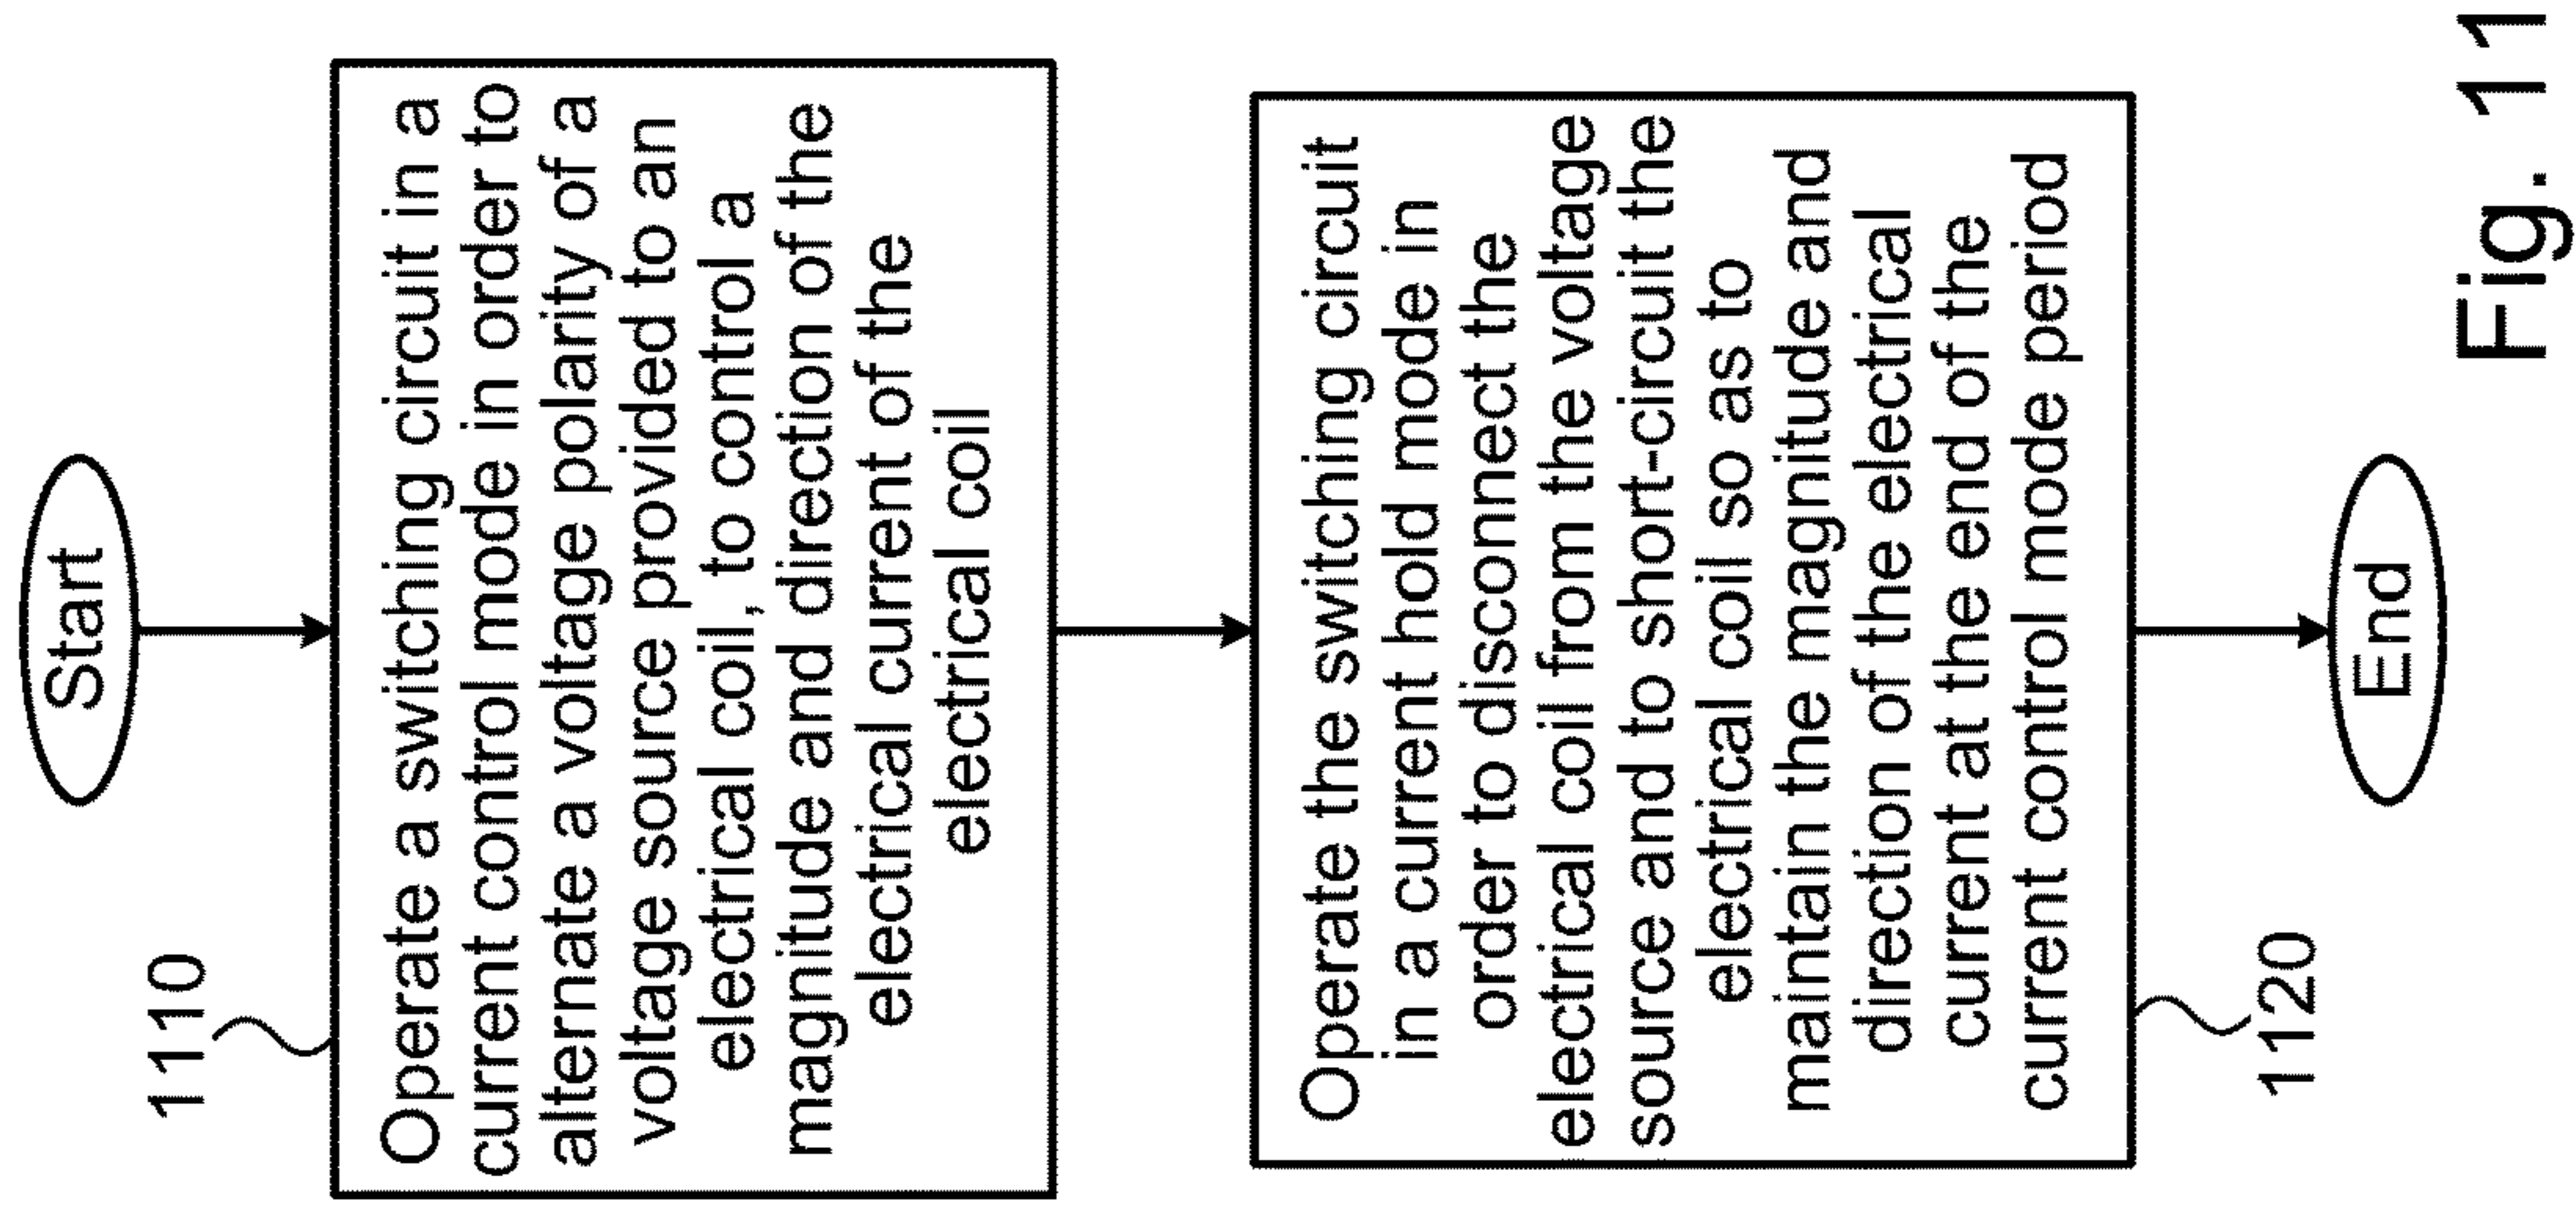 Start
1110
Operate a switching circuit in a
current control mode in order to
alternate a voltage polarity of a
voltage source provided to an
electrical coil, to control a
magnitude and direction of the
electrical current of the
electrical coil
Operate the switching circuit
in a current hold mode in
order to disconnect the
electrical coil from the voltage
source and to short-circuit the
electrical coil so as to
maintain the magnitude and
direction of the electrical
current at the end of the
current control mode period
1120
End
Fig. 11